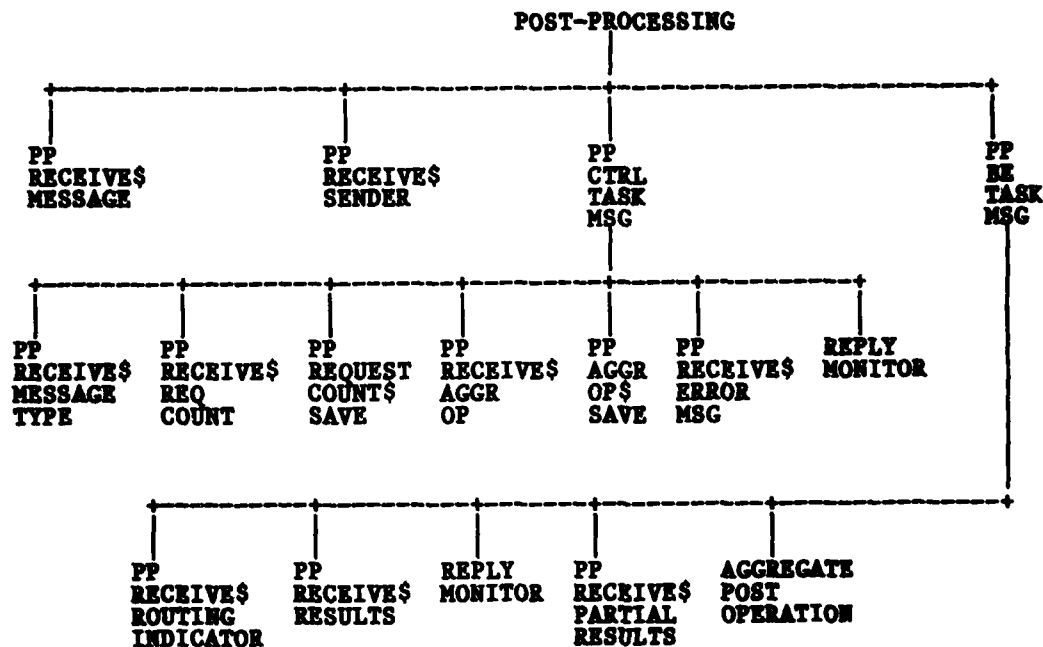 POST-PROCESSING
PP
RECEIVE$
MESSAGE
PP
RECEIVE$
SENDER
PP
CTRL
TASK
MSG
PP
BE
TASK
MSG
PP
RECEIVE$
MESSAGE
TYPE
PP
RECEIVE$
REQ
COUNT
PP
REQUEST
COUNT$
SAVE
PP
RECEIVE$
AGGR
OP
PP
AGGR
OP$
SAVE
PP
RECEIVE$
ERROR
MSG
REPLY
MONITOR
PP
RECEIVE$
ROUTING
INDICATOR
PP
RECEIVE$
RESULTS
REPLY
MONITOR
PP
RECEIVE$
PARTIAL
RESULTS
AGGREGATE
POST
OPERATION